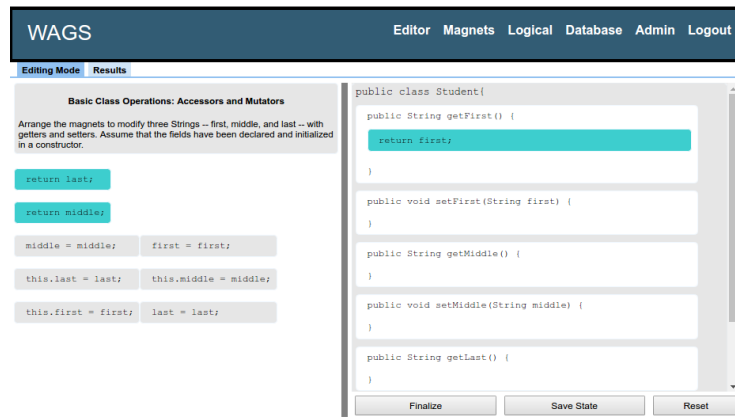 WAGS
Editor Magnets Logical Database Admin Logout
Editing Mode Results
Basic Class Operations: Accessors and Mutators
Arrange the magnets to modify three Strings -- first, middle, and last -- with
getters and setters. Assume that the fields have been declared and initialized
in a constructor.
return last;
return middle;
middle = middle; first = first;
this.last = last; this.middle = middle;
this.first = first; last = last;
public class Student{
public String getFirst() {
return first;
}
public void setFirst(String first) {
}
public String getMiddle() {
}
public void setMiddle(String middle) {
}
public String getLast() {
}
Finalize Save State Reset